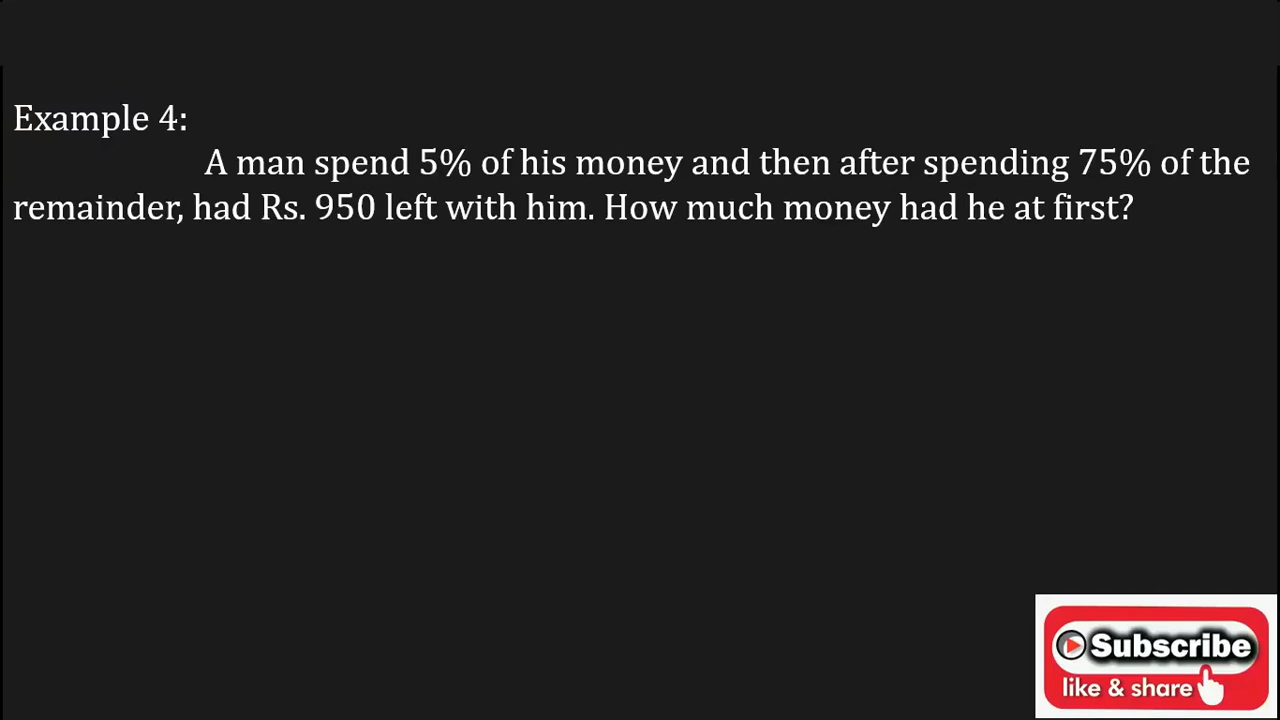 Example 4:
A man spend 5% of his money and then after spending 75% of the
remainder, had Rs. 950 left with him. How much money had he at first?
Subscribe
like & share